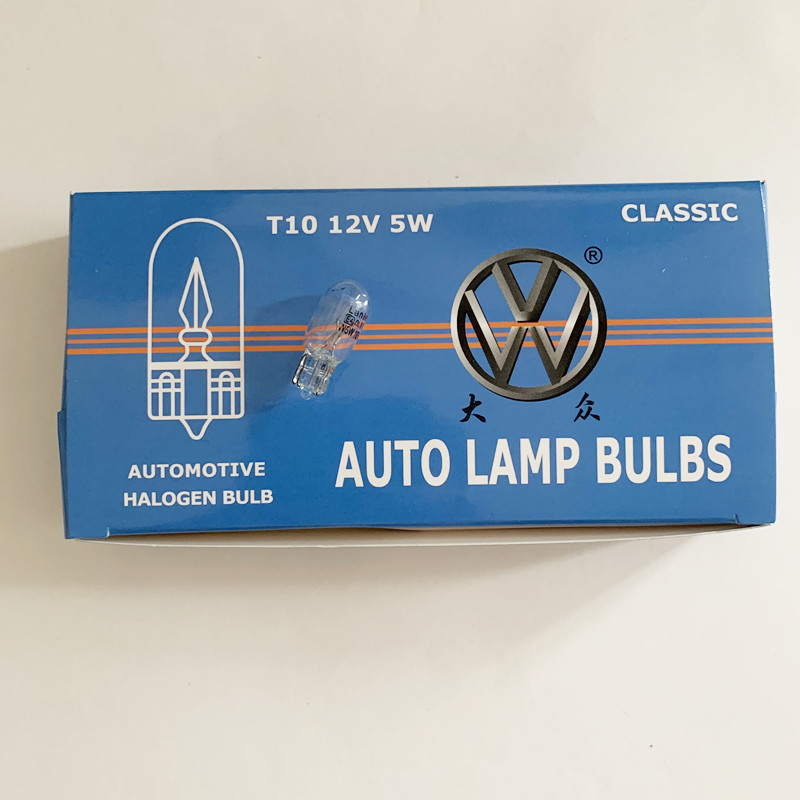 T10 12V 5W
CLASSIC
®
大众
AUTO LAMP BULBS
AUTOMOTIVE
HALOGEN BULB